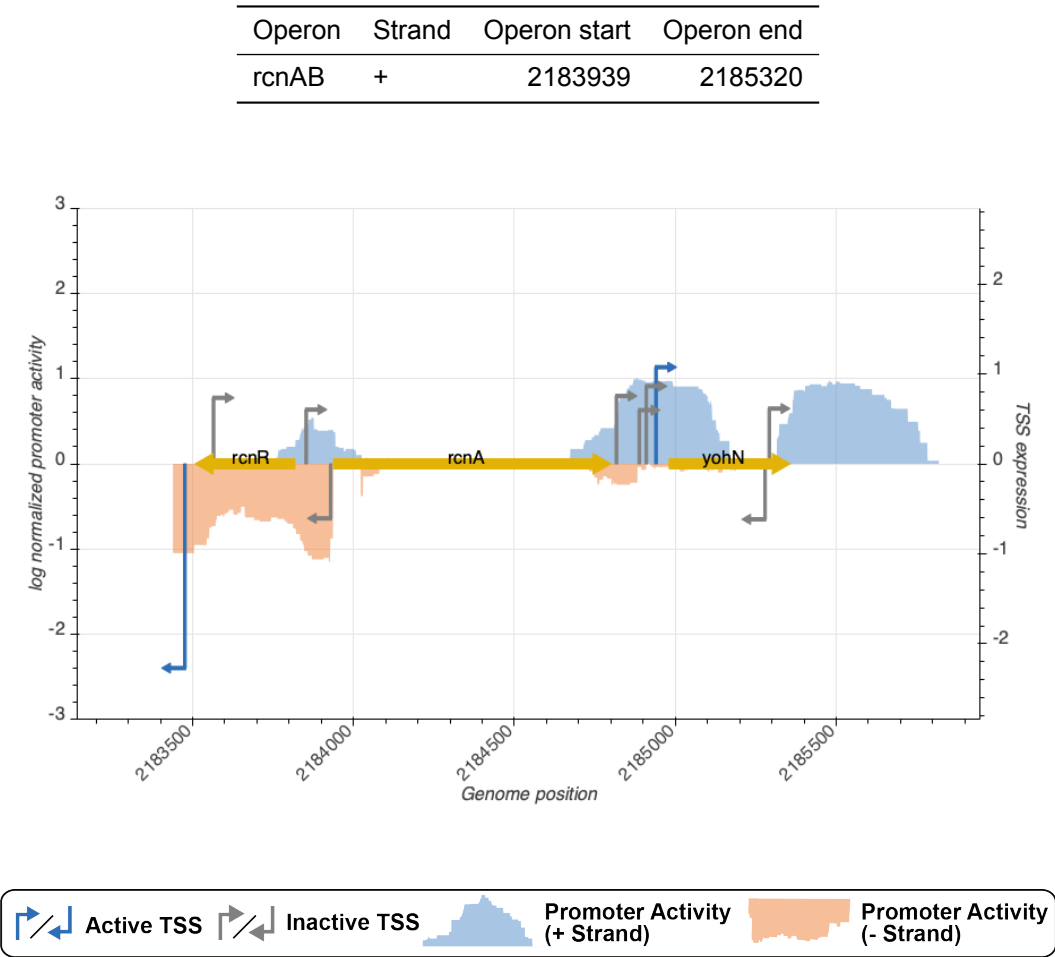 Operon Strand Operon start Operon end
rcnAB + 2183939 2185320
3
2
1
0
-1
-2
-3
log normalized promoter activity
2
1
0
-1
-2
TSS expression
rcnR rcnA yohN
2183500 2184000 2184500 2185000 2185500
Genome position
Active TSS
Inactive TSS
Promoter Activity
(+ Strand)
Promoter Activity
(- Strand)